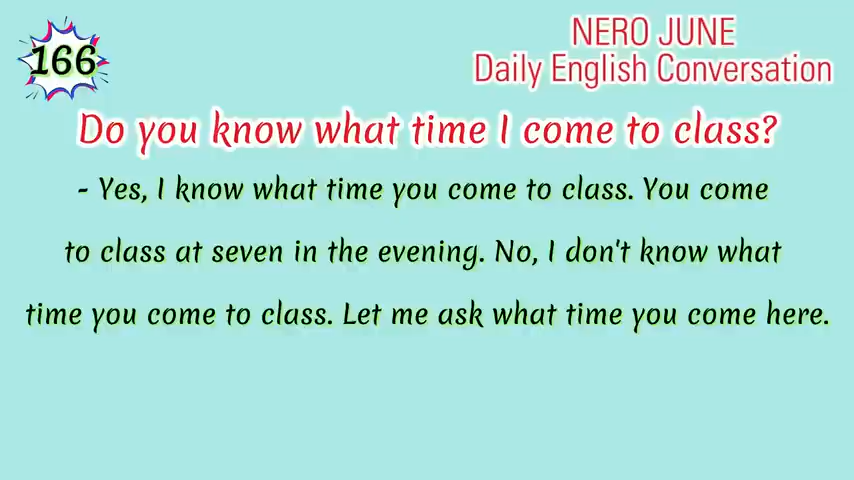 166
NERO JUNE
Daily English Conversation
Do you know what time I come to class?
- Yes, I know what time you come to class. You come
to class at seven in the evening. No, I don't know what
time you come to class. Let me ask what time you come here.